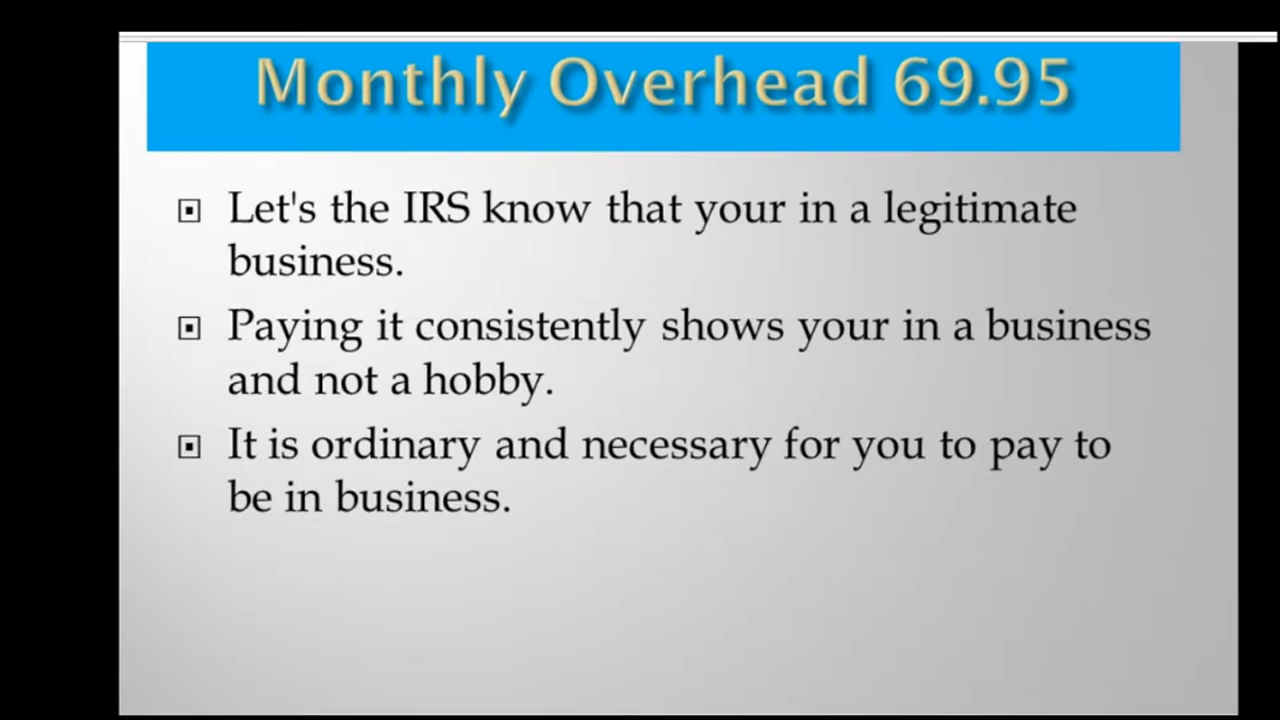 Monthly Overhead 69.95
Let's the IRS know that your in a legitimate
business.
Paying it consistently shows your in a business
and not a hobby.
It is ordinary and necessary for you to pay to
be in business.